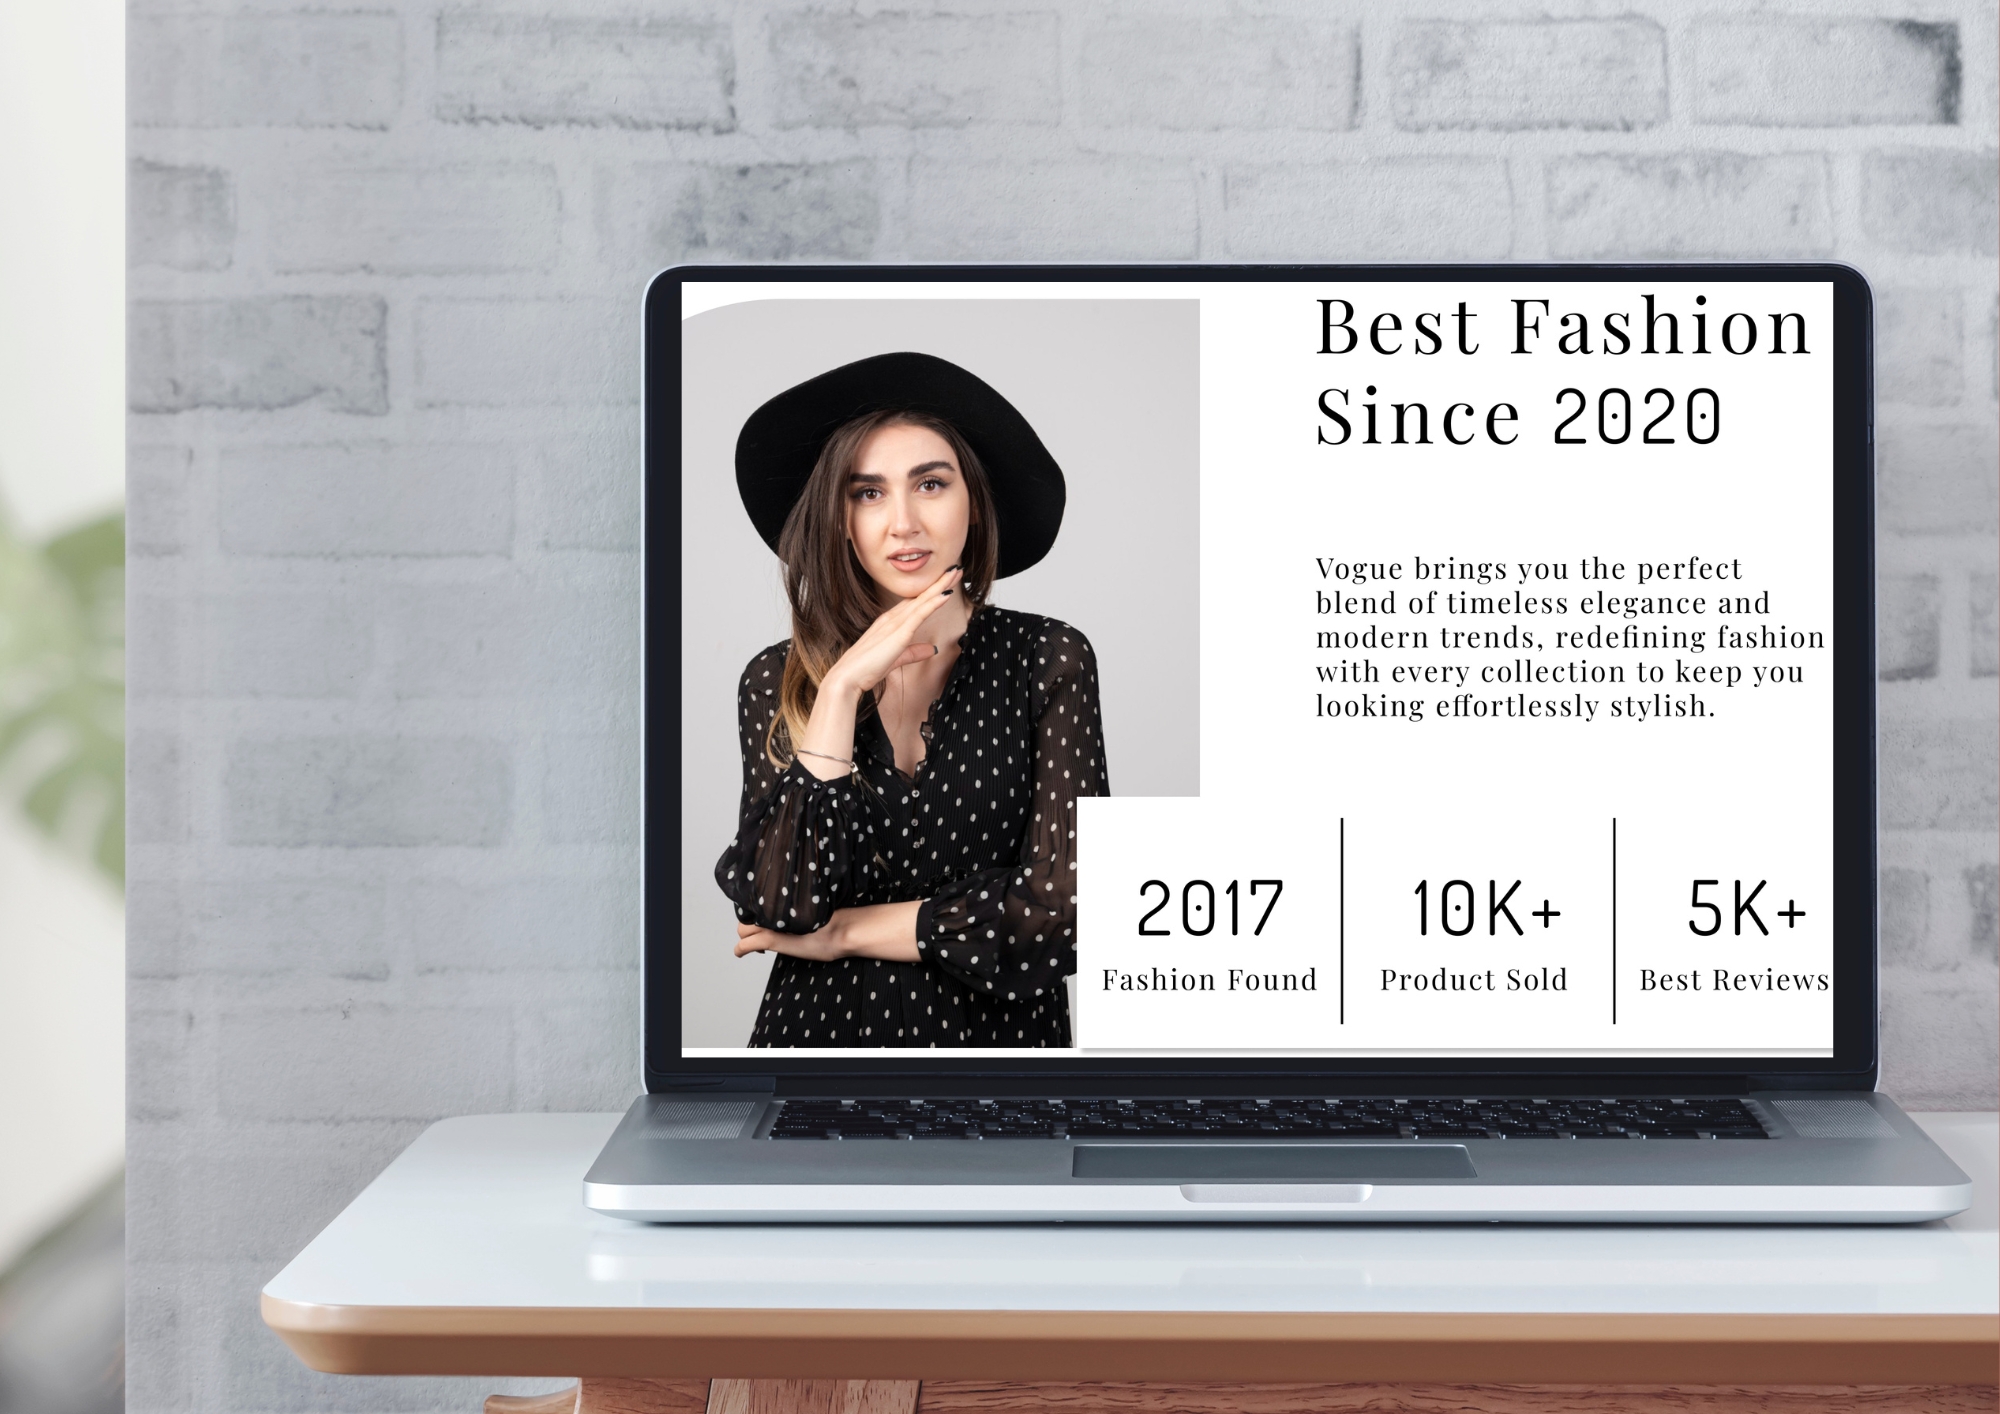 Best Fashion
Since 2020
Vogue brings you the perfect
blend of timeless elegance and
modern trends, redefining fashion
with every collection to keep you
looking effortlessly stylish.
2017
Fashion Found
10K+
Product Sold
5K+
Best Reviews